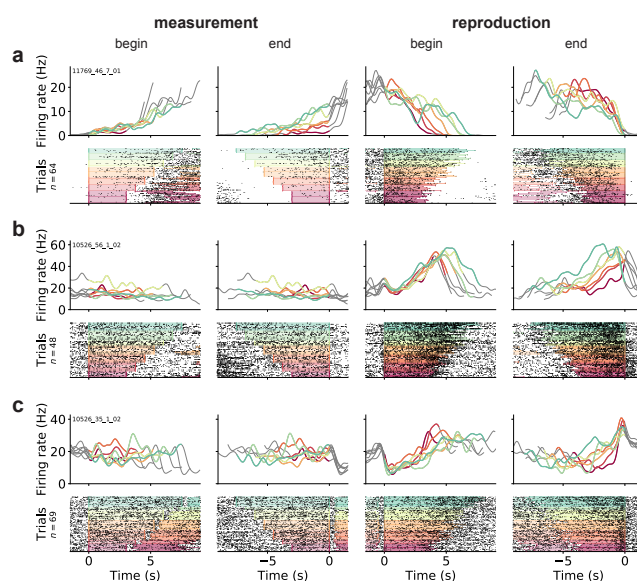 measurement reproduction
begin end begin end
a
11769_46_7_01
Firing rate (Hz)
20
10
0
Trials
n = 64
b
10526_56_1_02
Firing rate (Hz)
60
40
20
0
Trials
n = 48
c
10526_35_1_02
Firing rate (Hz)
40
20
0
Trials
n = 69
0 5 −5 0 0 5 −5 0
Time (s) Time (s) Time (s) Time (s)